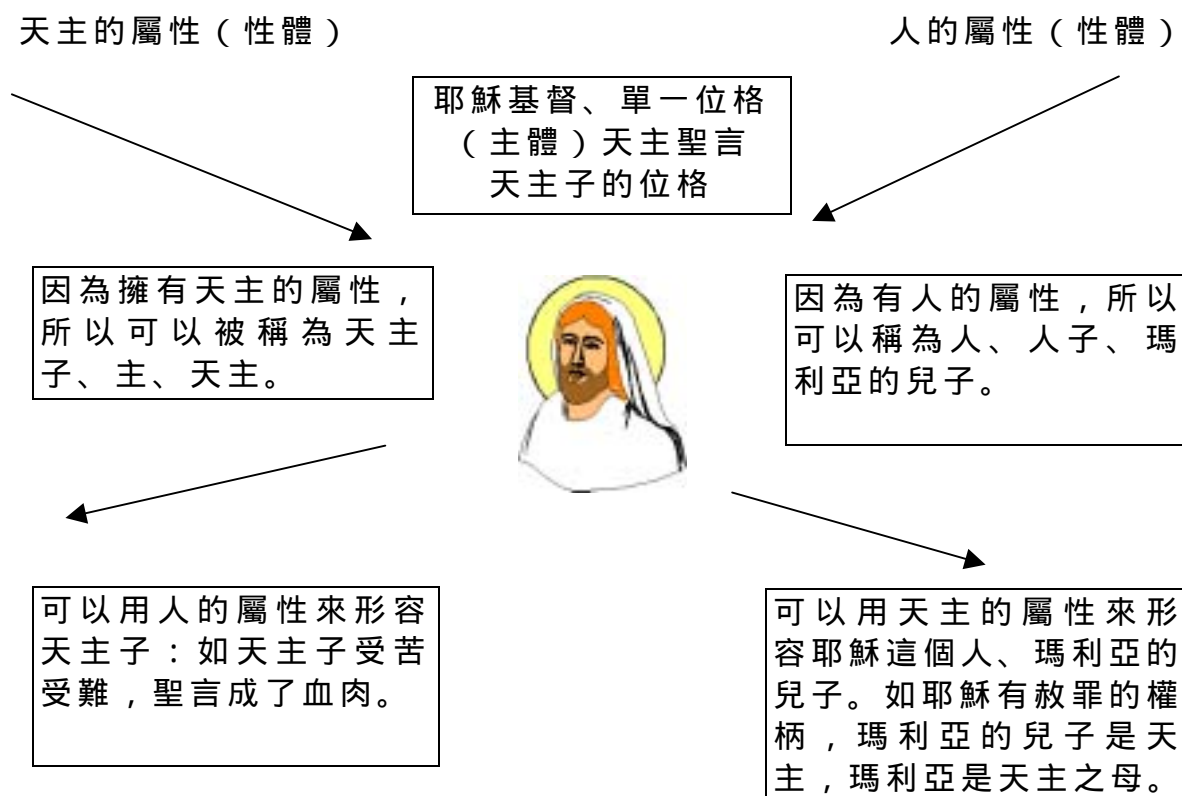 天主的屬性（性體）
人的屬性（性體）
耶穌基督、單一位格
（主體）天主聖言
天主子的位格
因為擁有天主的屬性，
所以可以被稱為天主
子、主、天主。
因為有人的屬性，所以
可以稱為人、人子、瑪
利亞的兒子。
可以用人的屬性來形容
天主子：如天主子受苦
受難，聖言成了血肉。
可以用天主的屬性來形
容耶穌這個人、瑪利亞的
兒子。如耶穌有赦罪的權
柄，瑪利亞的兒子是天
主，瑪利亞是天主之母。